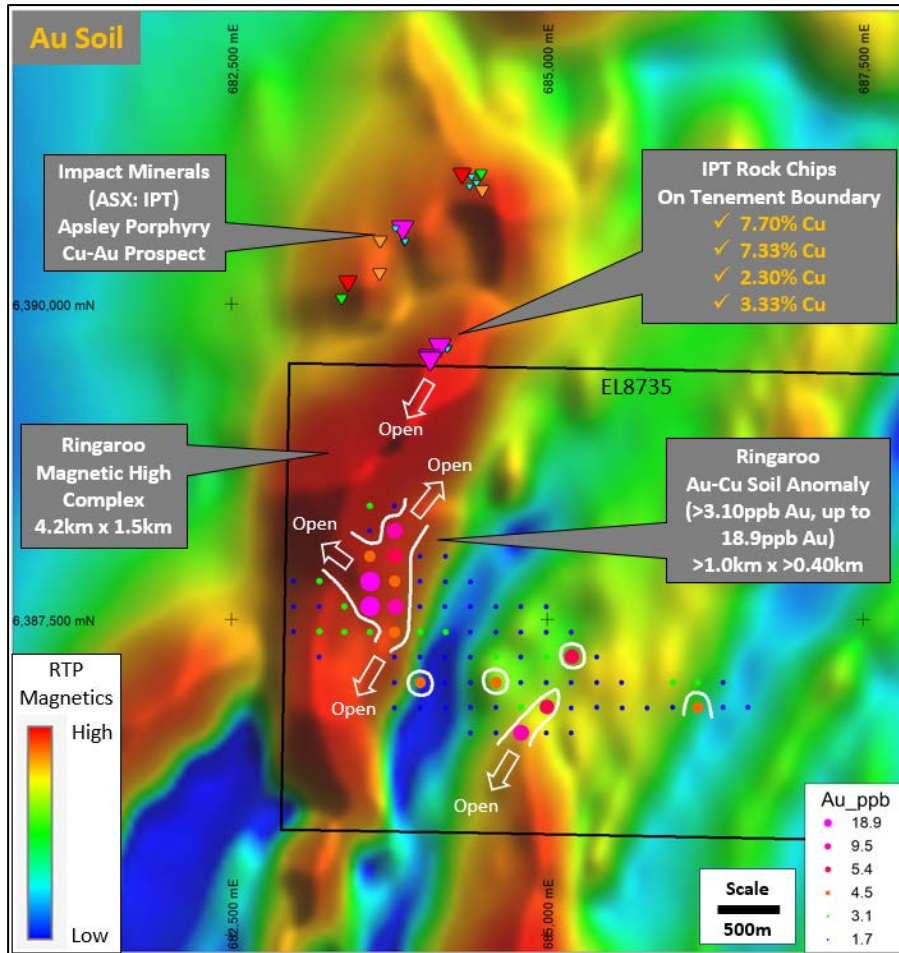 Au Soil
682,500 mE
685,000 mE
687,500 mE
Impact Minerals
(ASX: IPT)
Apsley Porphyry
Cu-Au Prospect
IPT Rock Chips
On Tenement Boundary
✓ 7.70% Cu
✓ 7.33% Cu
✓ 2.30% Cu
✓ 3.33% Cu
6,390,000 mN
EL8735
Open
Ringaroo
Magnetic High
Complex
4.2km x 1.5km
Open
Open
Ringaroo
Au-Cu Soil Anomaly
(>3.10ppb Au, up to
18.9ppb Au)
>1.0km x >0.40km
6,387,500 mN
RTP
Magnetics
High
Low
Open
Open
Au_ppb
18.9
9.5
5.4
4.5
3.1
1.7
Scale
500m
682,500 mE
685,000 mE